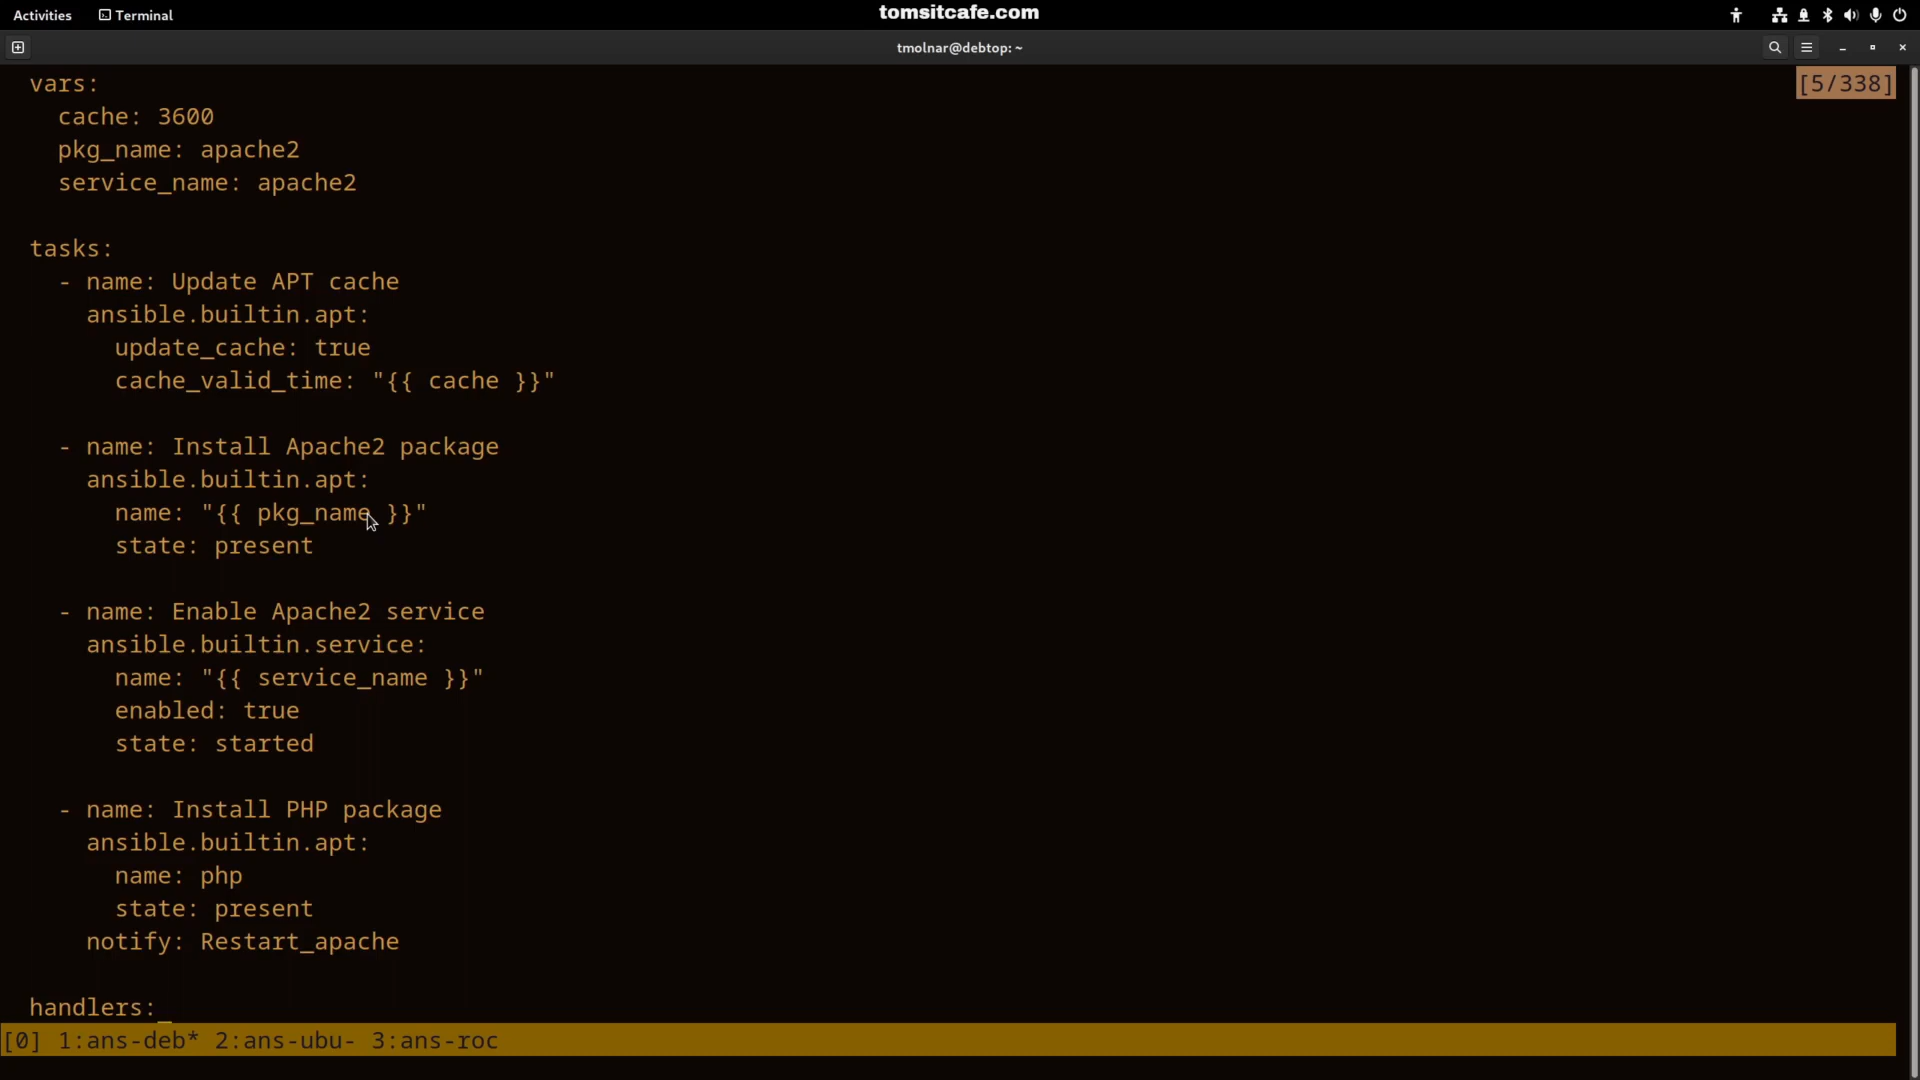 Activities Terminal tomsitcafe.com
tmolnar@debtop: ~
vars: [5/338]
  cache: 3600
  pkg_name: apache2
  service_name: apache2

tasks:
  - name: Update APT cache
    ansible.builtin.apt:
      update_cache: true
      cache_valid_time: "{{ cache }}"

  - name: Install Apache2 package
    ansible.builtin.apt:
      name: "{{ pkg_name }}"
      state: present

  - name: Enable Apache2 service
    ansible.builtin.service:
      name: "{{ service_name }}"
      enabled: true
      state: started

  - name: Install PHP package
    ansible.builtin.apt:
      name: php
      state: present
    notify: Restart_apache

handlers:_
[0] 1:ans-deb* 2:ans-ubu- 3:ans-roc